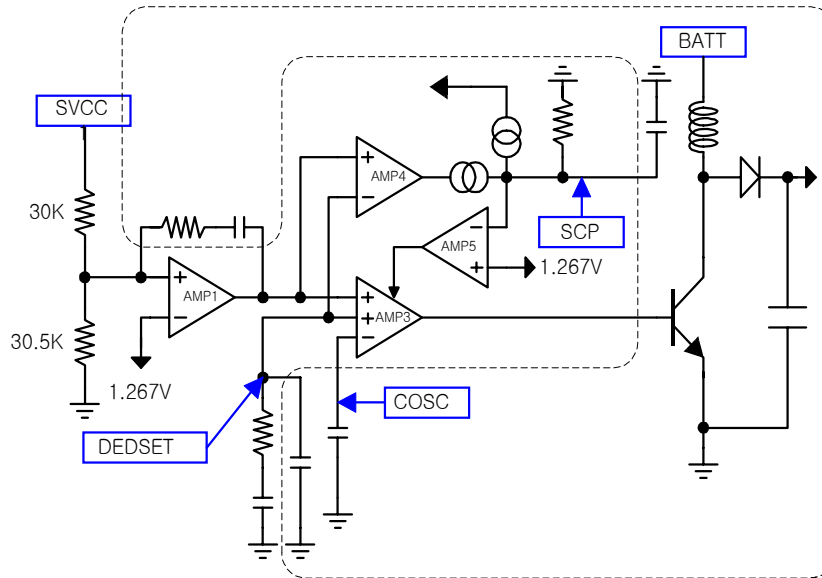 BATT
SVCC
AMP4
30K
SCP
AMP5
1.267V
AMP1
AMP3
30.5K
1.267V
COSC
DEDSET